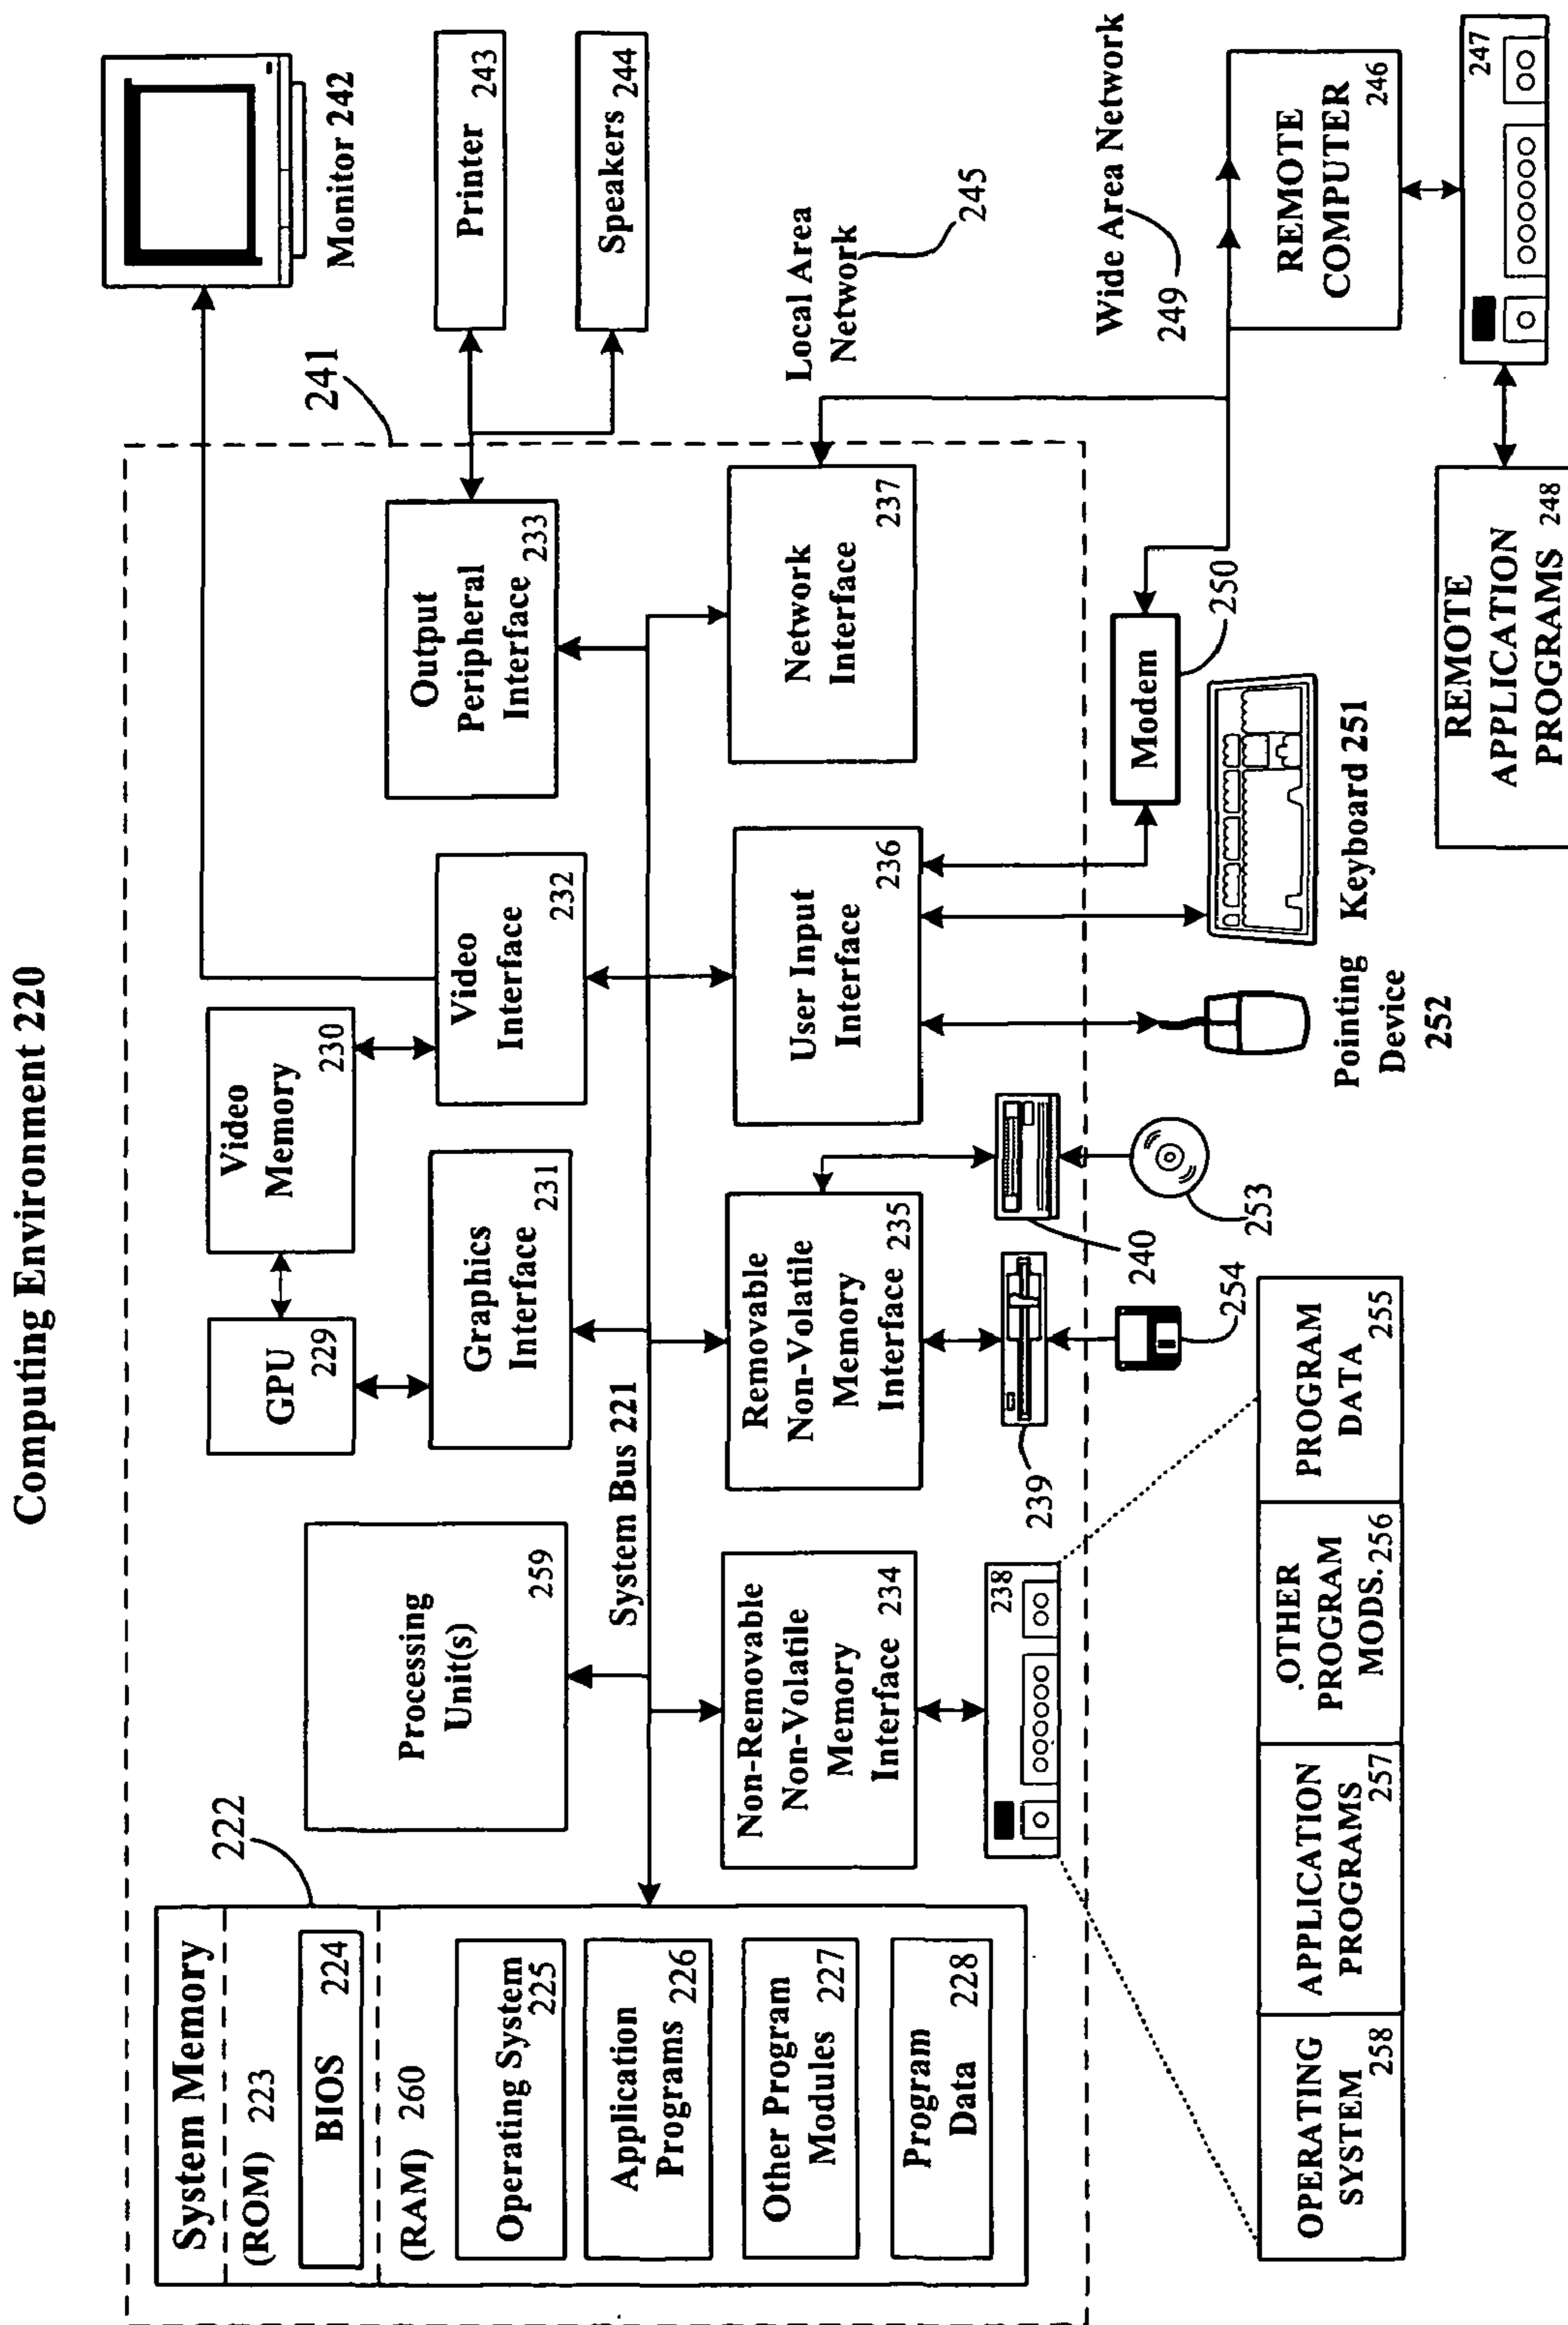 Computing Environment 220
System Memory
(ROM) 223
BIOS 224
(RAM) 260
Operating System
225
Application
Programs 226
Other Program
Modules 227
Program
Data 228
222
Processing
Unit(s)
259
GPU
229
Video
Memory
230
Graphics
Interface
231
Video
Interface
232
Output
Peripheral
Interface 233
241
Monitor 242
Printer 243
Speakers 244
System Bus 221
Non-Removable
Non-Volatile
Memory
Interface 234
Removable
Non-Volatile
Memory
Interface 235
User Input
Interface
236
Network
Interface
237
Local Area
Network
245
238
239
240
253
254
Modem
250
Wide Area Network
249
REMOTE
COMPUTER
246
247
Pointing
Device
252
Keyboard 251
OPERATING
SYSTEM
258
APPLICATION
PROGRAMS
257
OTHER
PROGRAM
MODS. 256
PROGRAM
DATA
255
REMOTE
APPLICATION
PROGRAMS 248